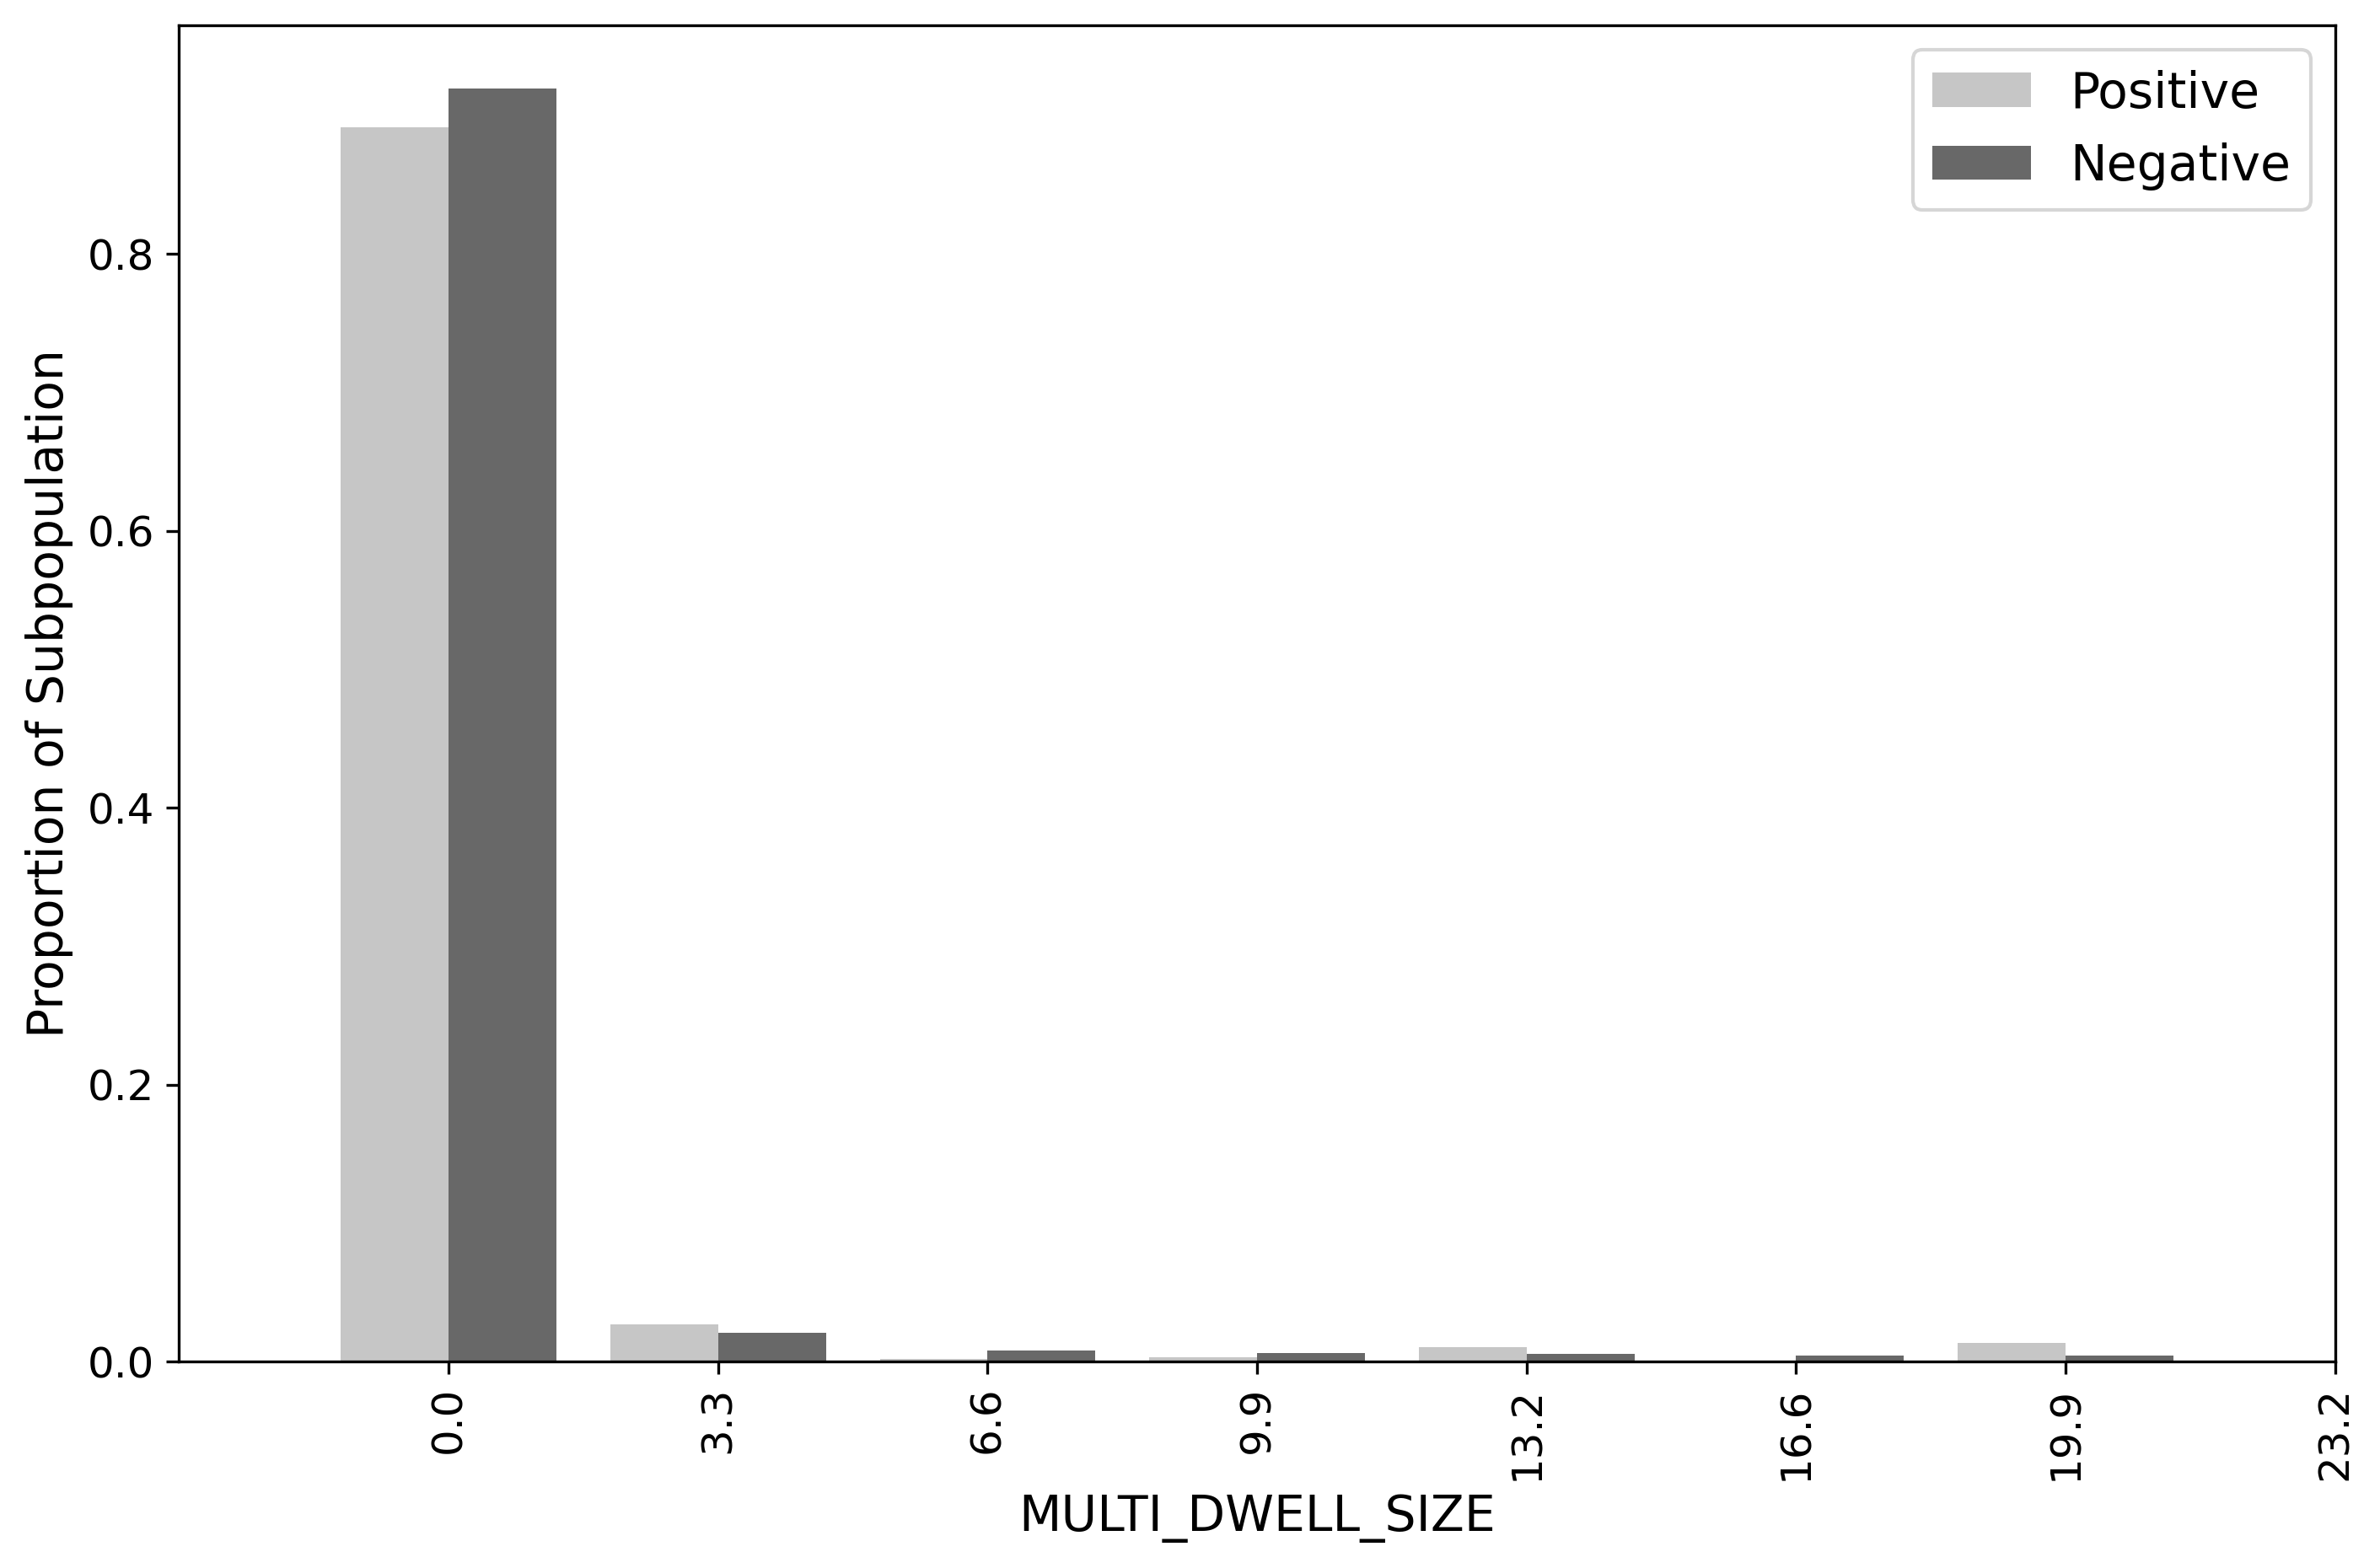 Positive
Negative
Proportion of Subpopulation
0.8
0.6
0.4
0.2
0.0
0.0 3.3 6.6 9.9 13.2 16.6 19.9 23.2
MULTI_DWELL_SIZE